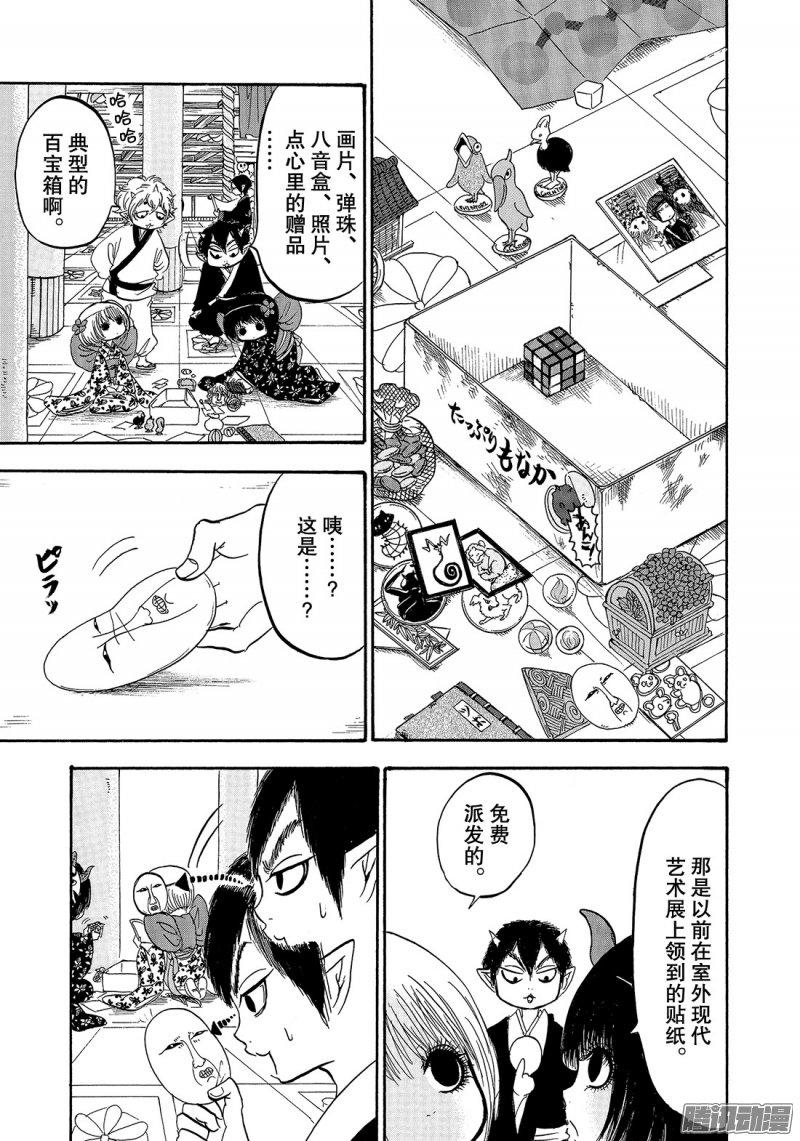 たっぷり
もなか
あんこ
画片、弹珠、
八音盒、照片、
点心里的赠品
……
哈
哈
哈
典型的
百宝箱啊。
咦……？
这是……？
ピラッ
那是以前在室外现代
艺术展上领到的贴纸。
免费
派发的。
腾讯动漫